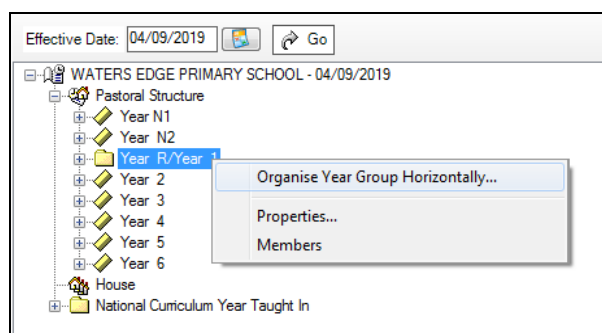 Effective Date: 04/09/2019 Go
WATERS EDGE PRIMARY SCHOOL - 04/09/2019
Pastoral Structure
Year N1
Year N2
Year R/Year 1
Organise Year Group Horizontally...
Year 2
Year 3
Properties...
Year 4
Members
Year 5
Year 6
House
National Curriculum Year Taught In